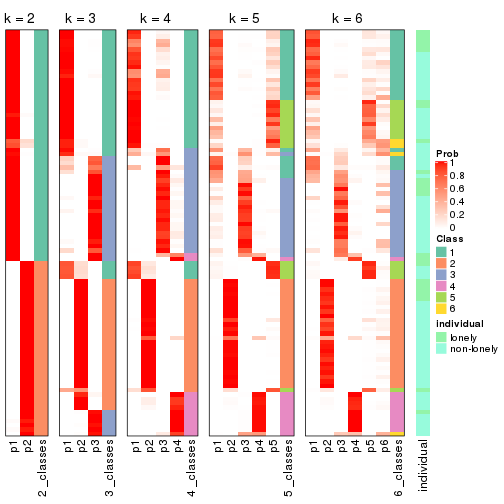 k = 2 k = 3 k = 4 k = 5 k = 6
Prob
1
0.8
0.6
0.4
0.2
0
Class
1
2
3
4
5
6
individual
lonely
non-lonely
p1 p2 2_classes p1 p2 p3 3_classes p1 p2 p3 p4 4_classes p1 p2 p3 p4 p5 5_classes p1 p2 p3 p4 p5 p6 6_classes individual